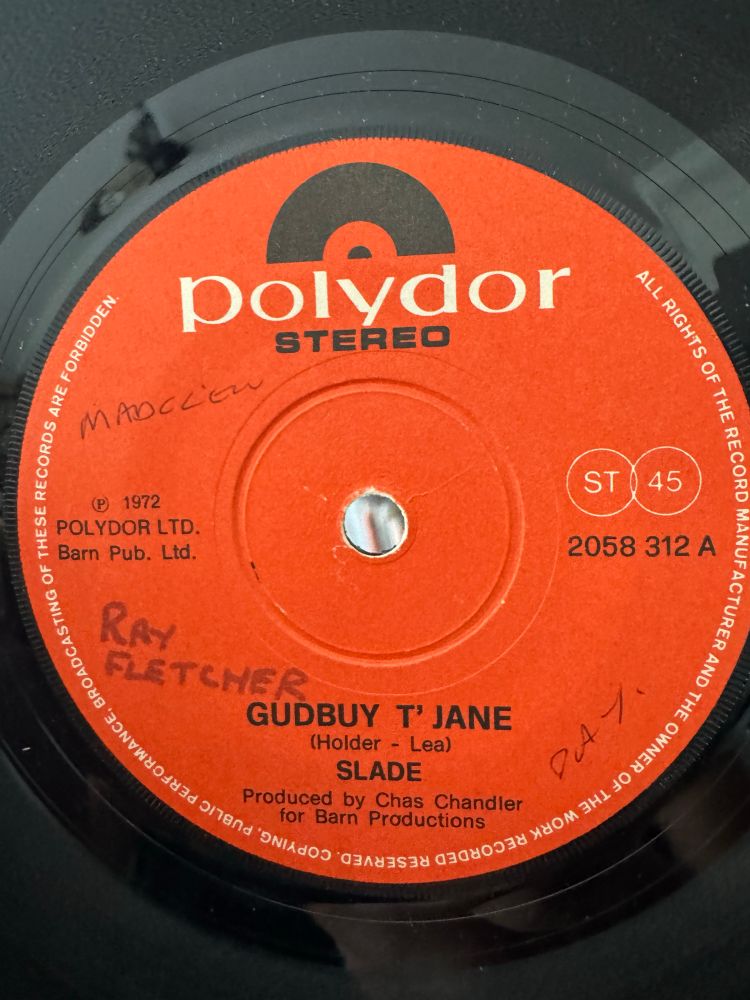 polydor
STEREO
ST 45
2058 312 A
℗ 1972
POLYDOR LTD.
Barn Pub. Ltd.
RAY
FLETCHER
GUDBUY T' JANE
(Holder - Lea)
SLADE
Produced by Chas Chandler
for Barn Productions
ALL RIGHTS OF THE RECORD MANUFACTURER AND THE OWNER OF THE WORK RECORDED RESERVED. COPYING, PUBLIC PERFORMANCE, BROADCASTING OF THESE RECORDS ARE FORBIDDEN.